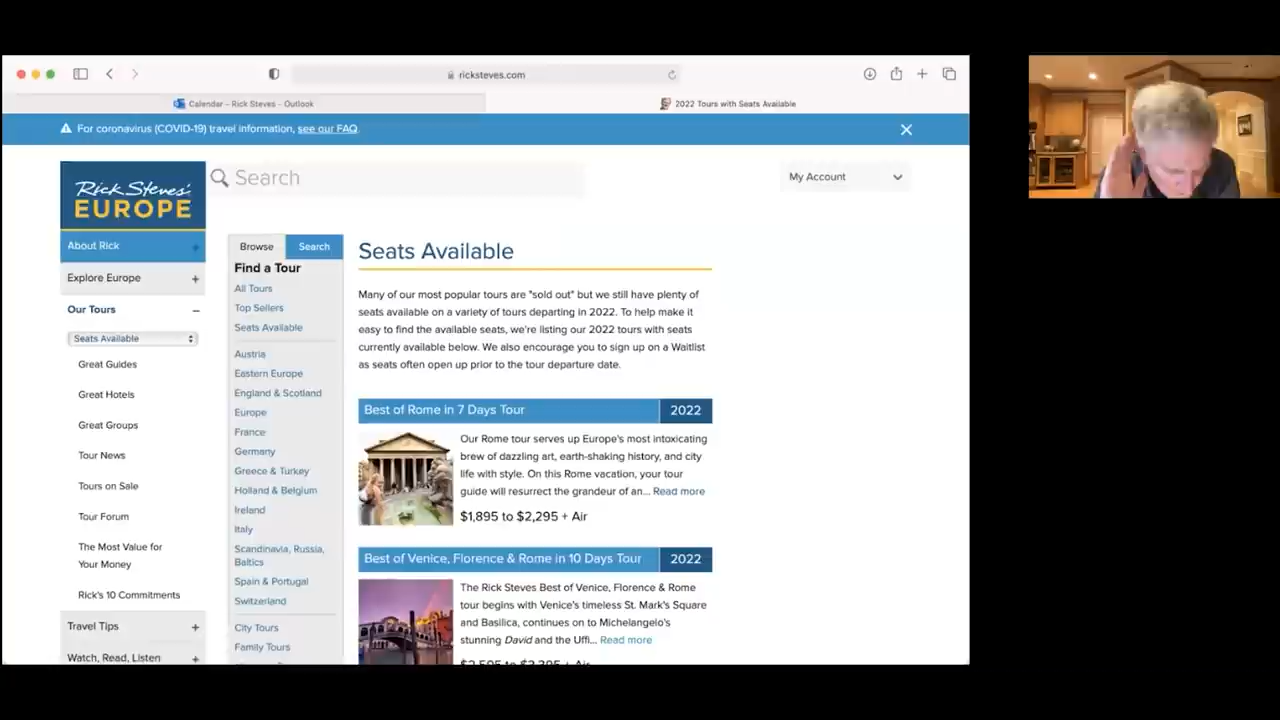 ricksteves.com
Calendar – Rick Steves – Outlook
2022 Tours with Seats Available
For coronavirus (COVID-19) travel information, see our FAQ.
Rick Steves'
EUROPE
Search
My Account
About Rick
Explore Europe +
Our Tours –
Seats Available
Great Guides
Great Hotels
Great Groups
Tour News
Tours on Sale
Tour Forum
The Most Value for
Your Money
Rick's 10 Commitments
Travel Tips +
Watch, Read, Listen +
Browse
Search
Find a Tour
All Tours
Top Sellers
Seats Available
Austria
Eastern Europe
England & Scotland
Europe
France
Germany
Greece & Turkey
Holland & Belgium
Ireland
Italy
Scandinavia, Russia,
Baltics
Spain & Portugal
Switzerland
City Tours
Family Tours
Seats Available
Many of our most popular tours are "sold out" but we still have plenty of
seats available on a variety of tours departing in 2022. To help make it
easy to find the available seats, we're listing our 2022 tours with seats
currently available below. We also encourage you to sign up on a Waitlist
as seats often open up prior to the tour departure date.
Best of Rome in 7 Days Tour 2022
Our Rome tour serves up Europe's most intoxicating
brew of dazzling art, earth-shaking history, and city
life with style. On this Rome vacation, your tour
guide will resurrect the grandeur of an... Read more
$1,895 to $2,295 + Air
Best of Venice, Florence & Rome in 10 Days Tour 2022
The Rick Steves Best of Venice, Florence & Rome
tour begins with Venice's timeless St. Mark's Square
and Basilica, continues on to Michelangelo's
stunning David and the Uffi... Read more